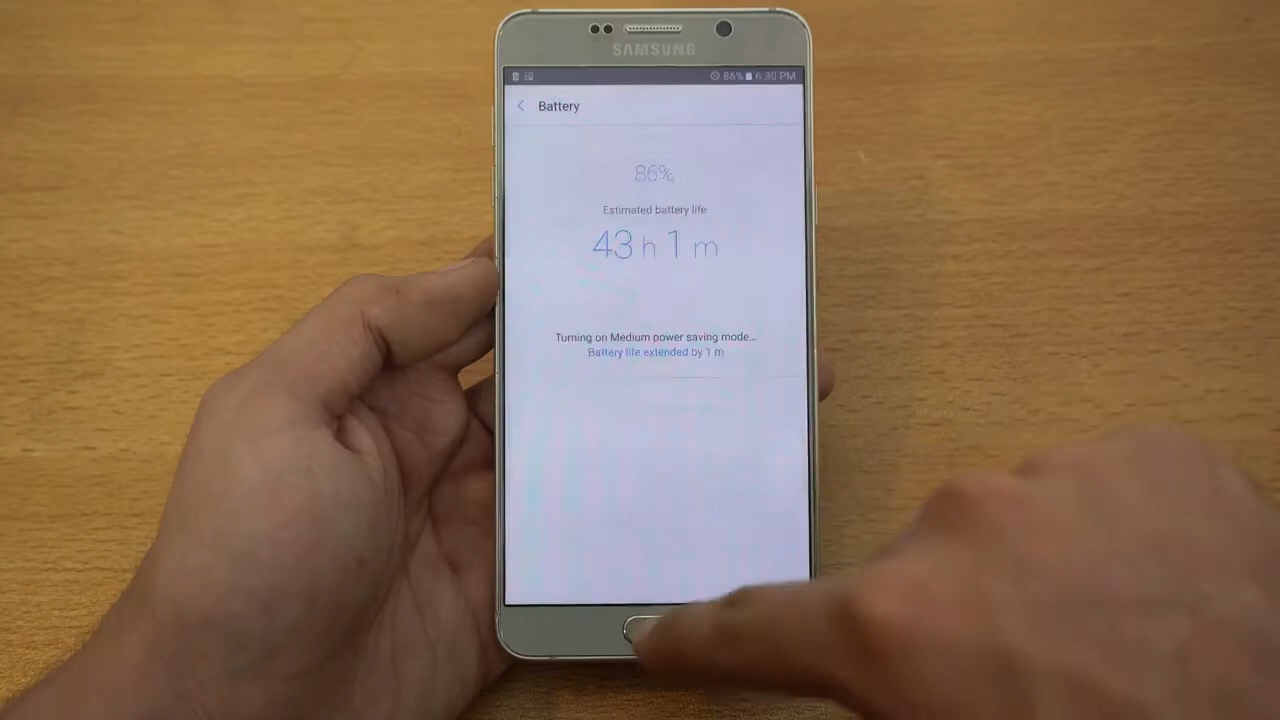 SAMSUNG
86% 6:30 PM
Battery
86%
Estimated battery life
43 h 1 m
Turning on Medium power saving mode...
Battery life extended by 1 m